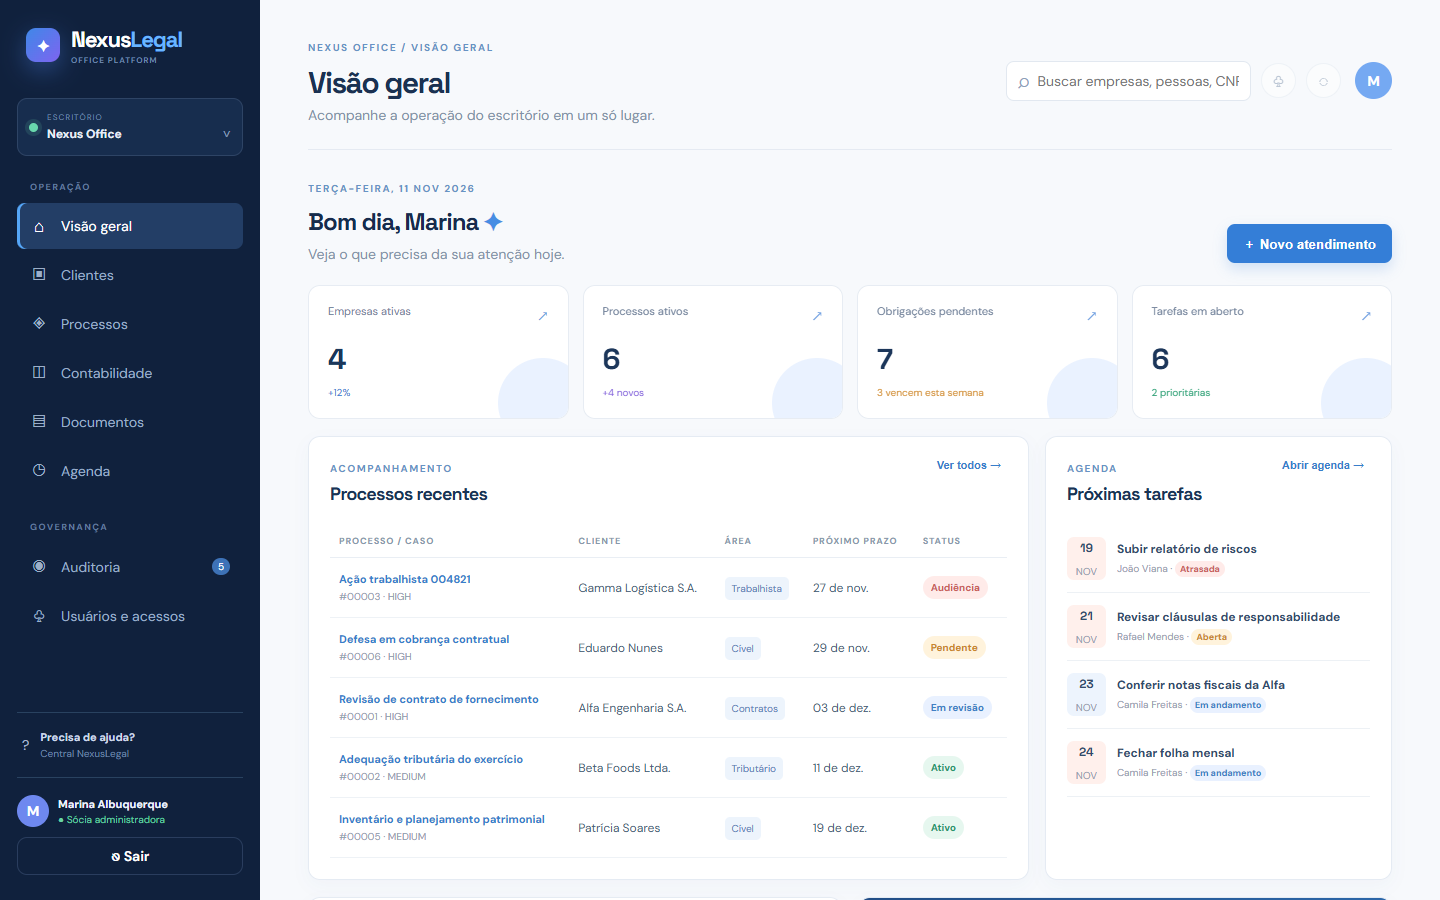 NexusLegal
OFFICE PLATFORM
ESCRITÓRIO
Nexus Office
OPERAÇÃO
Visão geral
Clientes
Processos
Contabilidade
Documentos
Agenda
GOVERNANÇA
Auditoria 5
Usuários e acessos
? Precisa de ajuda?
Central NexusLegal
M Marina Albuquerque
Sócia administradora
Sair
NEXUS OFFICE / VISÃO GERAL
Visão geral
Acompanhe a operação do escritório em um só lugar.
Buscar empresas, pessoas, CNF
M
TERÇA-FEIRA, 11 NOV 2026
Bom dia, Marina ✦
Veja o que precisa da sua atenção hoje.
+ Novo atendimento
Empresas ativas ↗
4
+12%
Processos ativos ↗
6
+4 novos
Obrigações pendentes ↗
7
3 vencem esta semana
Tarefas em aberto ↗
6
2 prioritárias
ACOMPANHAMENTO
Ver todos →
Processos recentes
PROCESSO / CASO CLIENTE ÁREA PRÓXIMO PRAZO STATUS
Ação trabalhista 004821
#00003 · HIGH
Gamma Logística S.A. Trabalhista 27 de nov. Audiência
Defesa em cobrança contratual
#00006 · HIGH
Eduardo Nunes Cível 29 de nov. Pendente
Revisão de contrato de fornecimento
#00001 · HIGH
Alfa Engenharia S.A. Contratos 03 de dez. Em revisão
Adequação tributária do exercício
#00002 · MEDIUM
Beta Foods Ltda. Tributário 11 de dez. Ativo
Inventário e planejamento patrimonial
#00005 · MEDIUM
Patricia Soares Cível 19 de dez. Ativo
AGENDA
Abrir agenda →
Próximas tarefas
19 NOV
Subir relatório de riscos
João Viana · Atrasada
21 NOV
Revisar cláusulas de responsabilidade
Rafael Mendes · Aberta
23 NOV
Conferir notas fiscais da Alfa
Camila Freitas · Em andamento
24 NOV
Fechar folha mensal
Camila Freitas · Em andamento